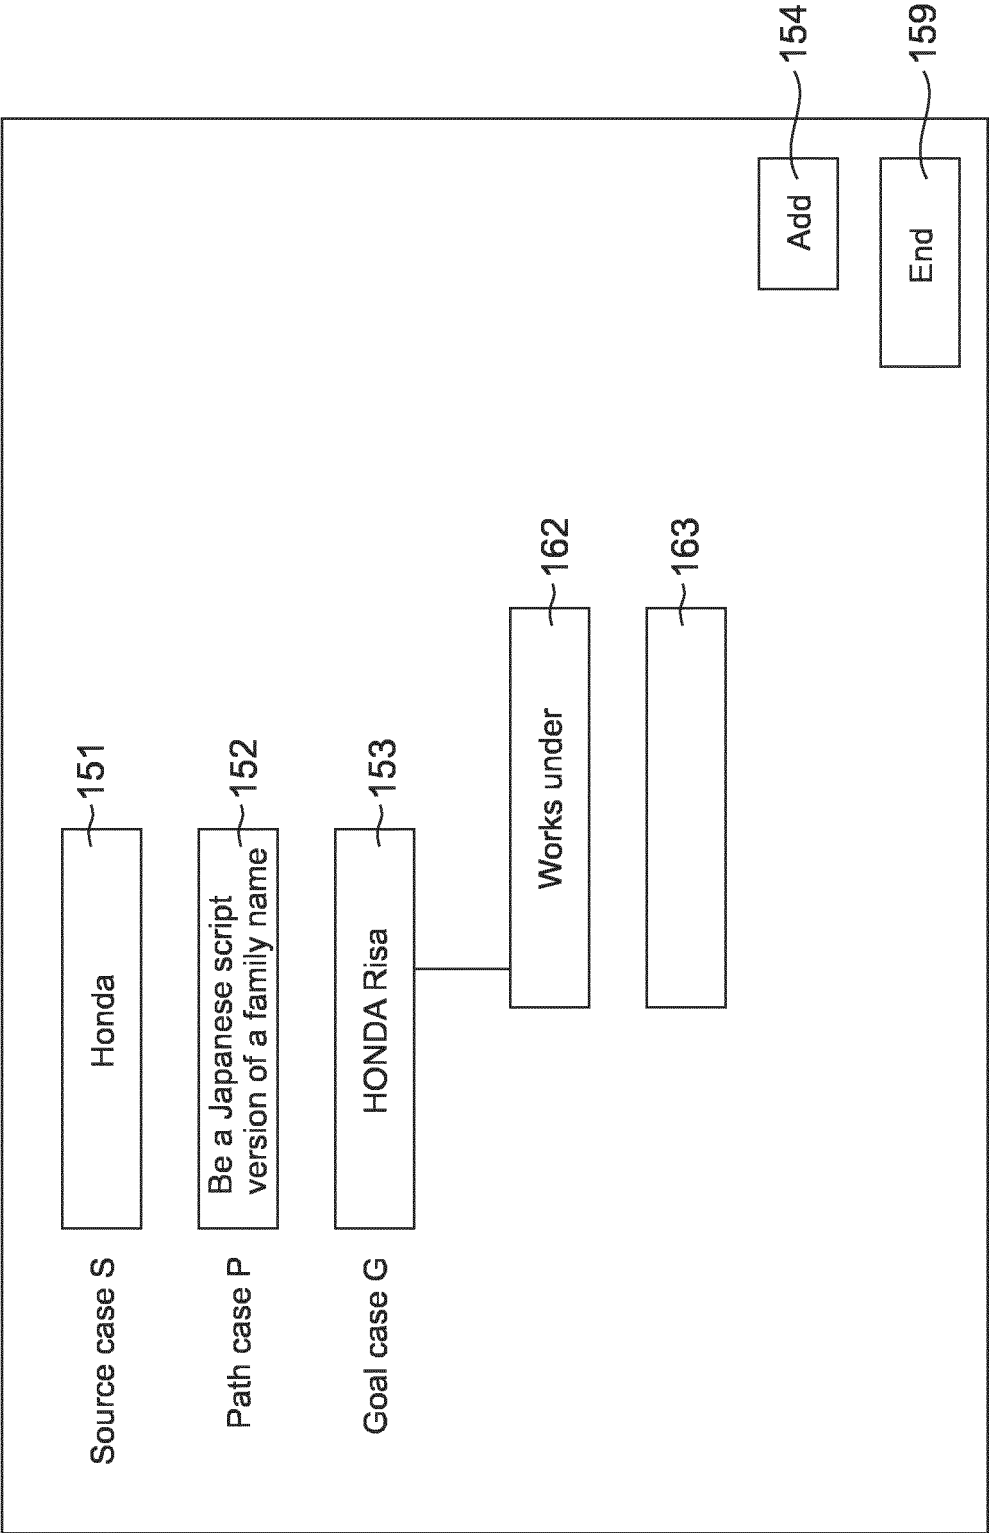 Source case S
Honda
151
Path case P
Be a Japanese script
version of a family name
152
Goal case G
HONDA Risa
153
Works under
162
163
Add
154
End
159